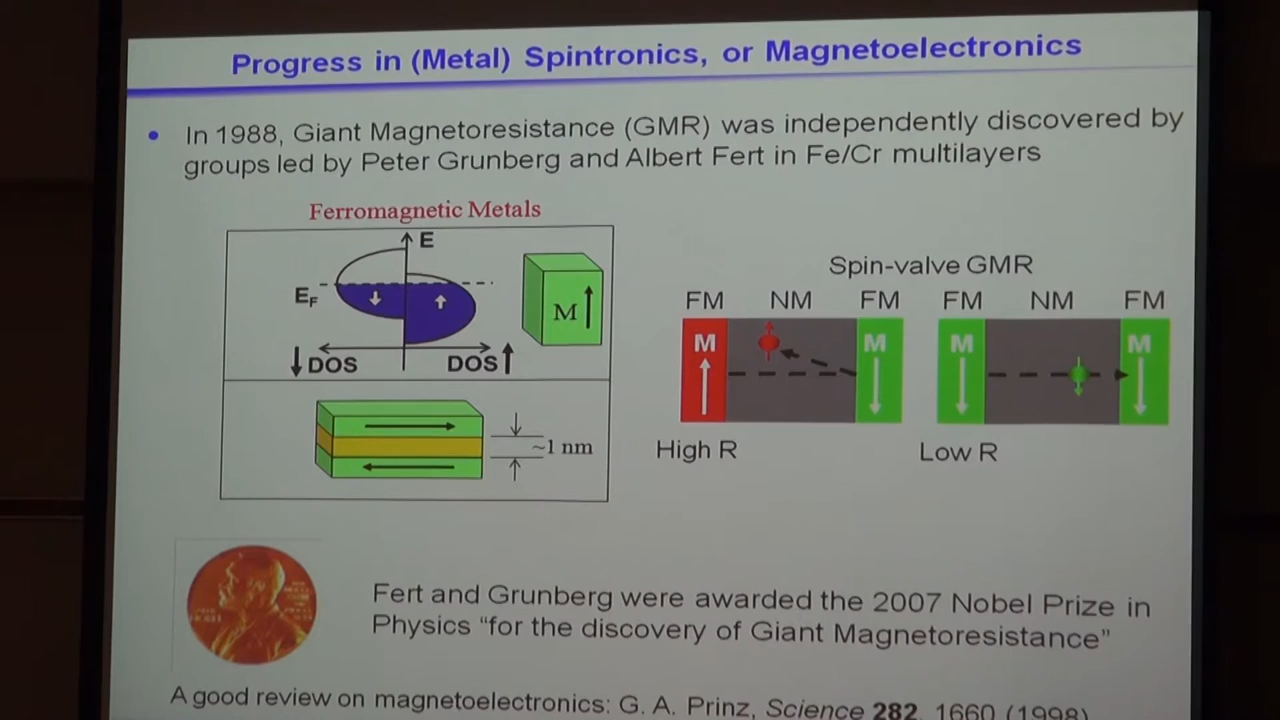 Progress in (Metal) Spintronics, or Magnetoelectronics
• In 1988, Giant Magnetoresistance (GMR) was independently discovered by
groups led by Peter Grunberg and Albert Fert in Fe/Cr multilayers
Ferromagnetic Metals
E
EF
M
↓DOS
DOS↑
~1 nm
Spin-valve GMR
FM NM FM FM NM FM
M M M M
High R
Low R
Fert and Grunberg were awarded the 2007 Nobel Prize in
Physics “for the discovery of Giant Magnetoresistance”
A good review on magnetoelectronics: G. A. Prinz, Science 282, 1660 (1998)